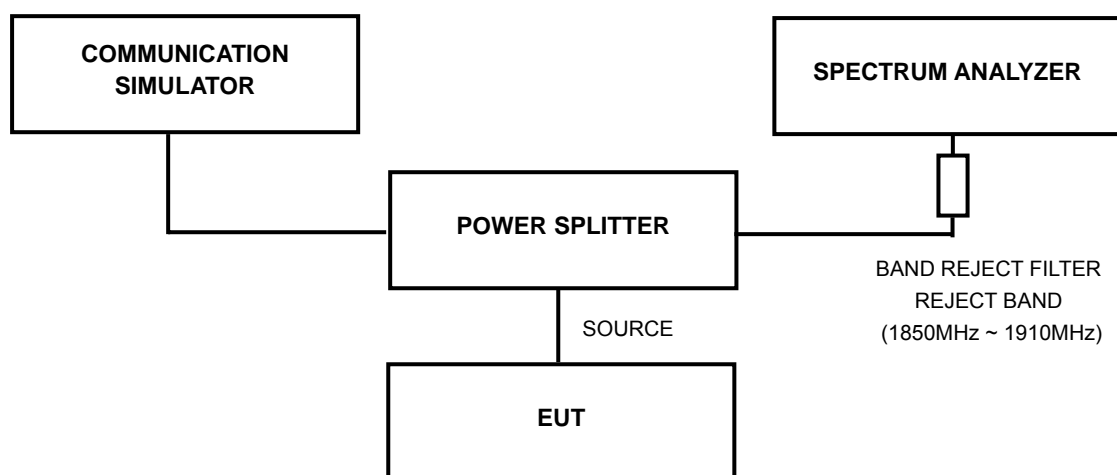 COMMUNICATION
SIMULATOR
SPECTRUM ANALYZER
POWER SPLITTER
BAND REJECT FILTER
REJECT BAND
(1850MHz ~ 1910MHz)
SOURCE
EUT